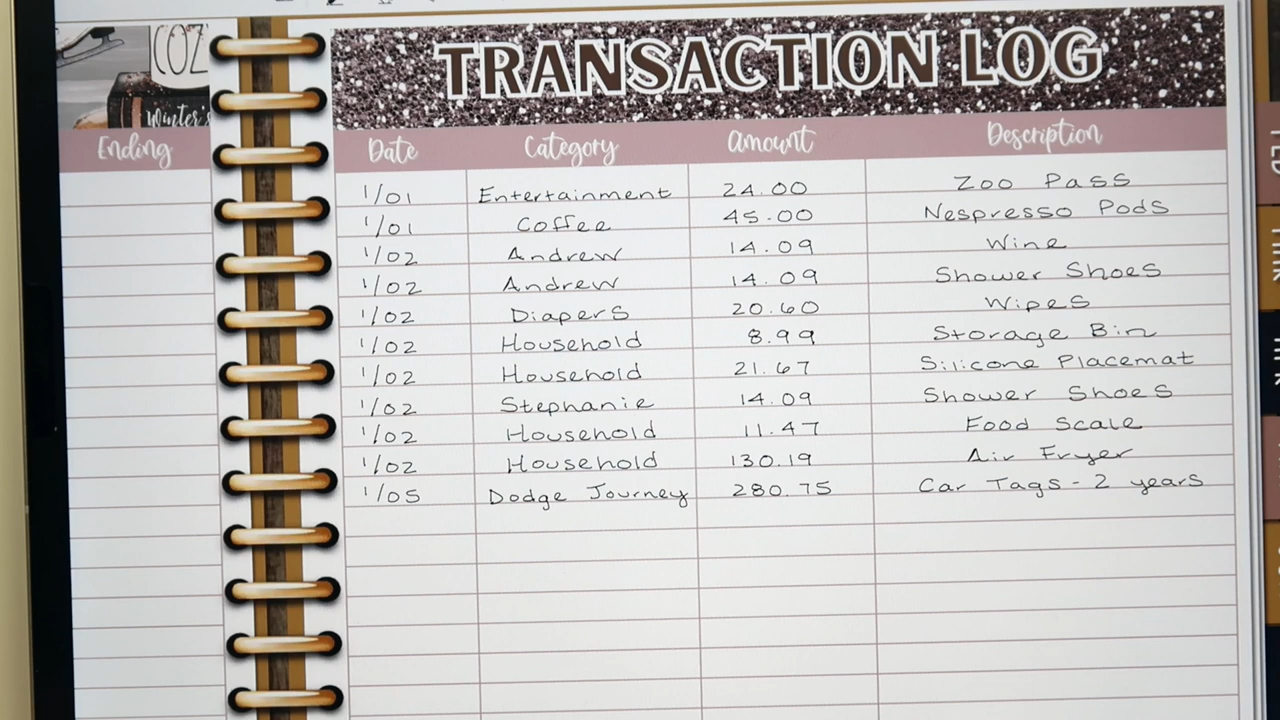 COZ
Winter's
TRANSACTION LOG
Ending Date Category Amount Description
1/01 Entertainment 24.00 Zoo Pass
1/01 Coffee 45.00 Nespresso Pods
1/02 Andrew 14.09 Wine
1/02 Andrew 14.09 Shower Shoes
1/02 Diapers 20.60 Wipes
1/02 Household 8.99 Storage Bin
1/02 Household 21.67 Silicone Placemat
1/02 Stephanie 14.09 Shower Shoes
1/02 Household 11.47 Food Scale
1/02 Household 130.19 Air Fryer
1/05 Dodge Journey 280.75 Car Tags - 2 years